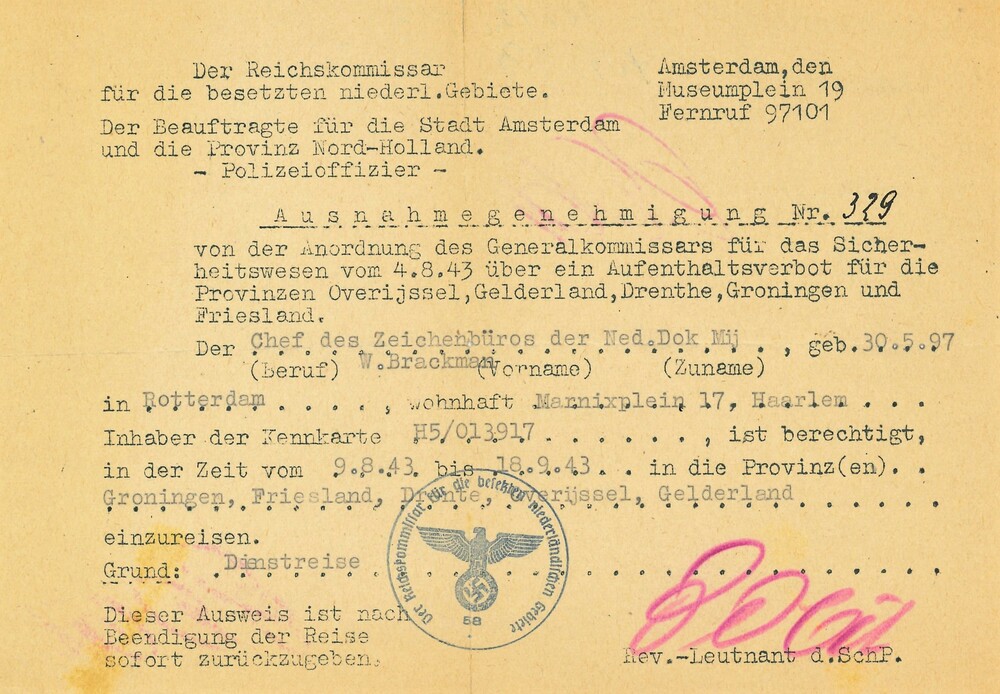 Der Reichskommissar
für die besetzten niederl.Gebiete.
Amsterdam,den
Museumplein 19
Fernruf 97101
Der Beauftragte für die Stadt Amsterdam
und die Provinz Nord-Holland.
- Polizeioffizier -
Ausnahmegenehmigung Nr. 329
von der Anordnung des Generalkommissars für das Sicher-
heitswesen vom 4.8.43 über ein Aufenthaltsverbot für die
Provinzen Overijssel,Gelderland,Drenthe,Groningen und
Friesland.
Der Chef des Zeichenbüros der Ned.Dok Mij , geb.30.5.97
(Beruf) W.Brackman (Vorname) (Zuname)
in Rotterdam . . . . , wohnhaft Marnixplein 17, Haarlem . . .
Inhaber der Kennkarte H5/013917. . . . . . , ist berechtigt,
in der Zeit vom 9.8.43. bis 18.9.43. . in die Provinz(en). .
Groningen, Friesland, Drente, Overijssel, Gelderland
einzureisen.
Grund: . Dienstreise
Der Reichskommissar für die besetzten niederländischen Gebiete
58
Dieser Ausweis ist nach
Beendigung der Reise
sofort zurückzugeben.
Rev.-Leutnant d.SchP.